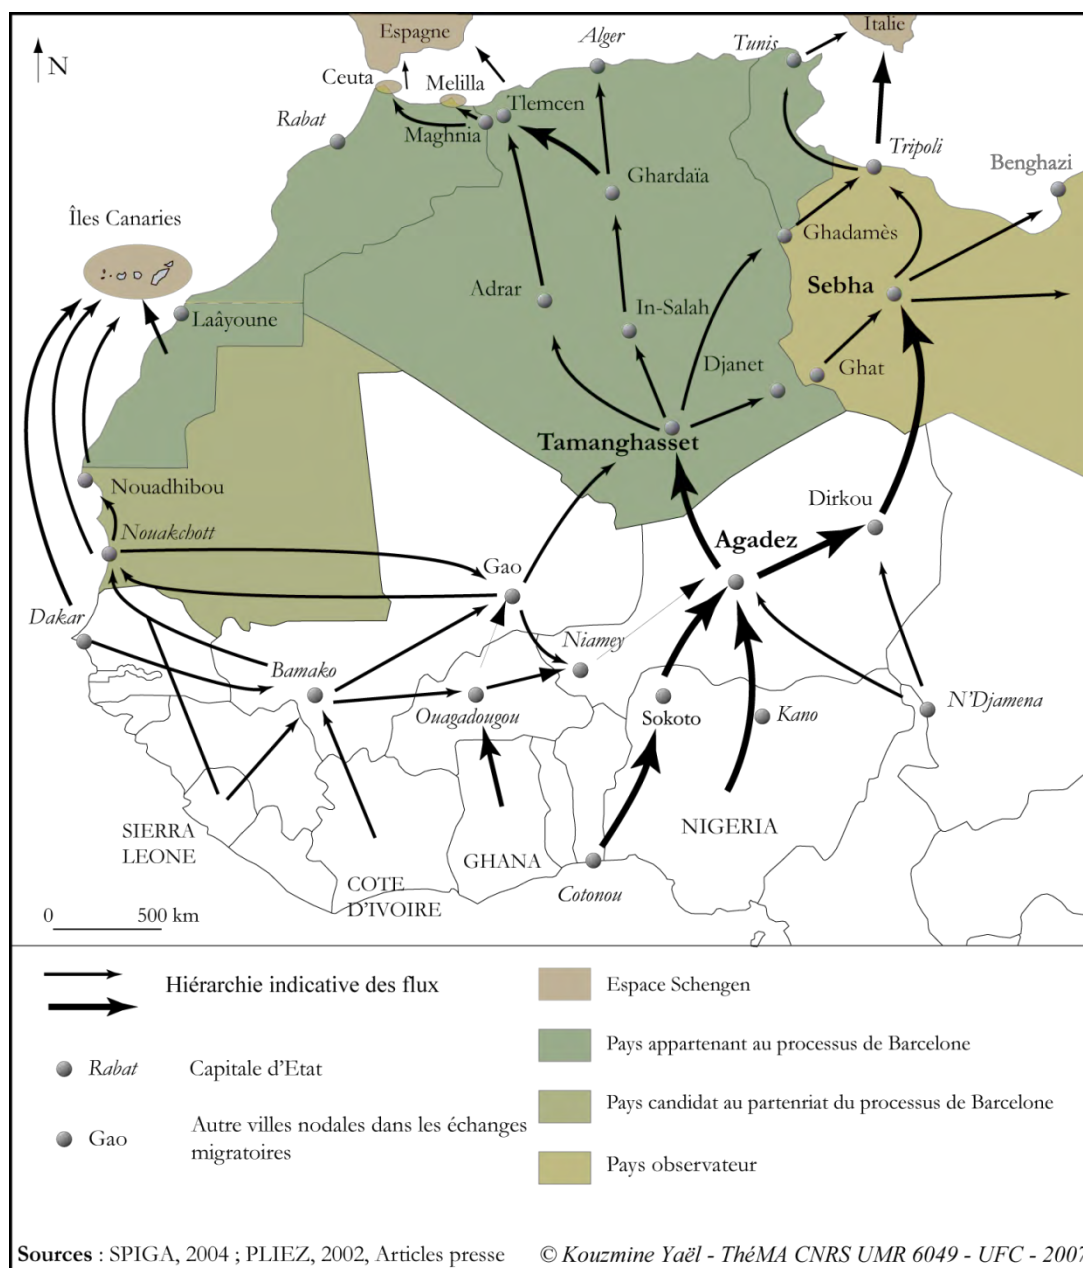 Espagne
Italie
Alger
Tunis
N
Ceuta
Melilla
Tlemcen
Rabat
Maghnia
Tripoli
Benghazi
Ghardaïa
Îles Canaries
Ghadamès
Adrar
Sebha
In-Salah
Laâyoune
Djanet
Ghat
Tamanghasset
Nouadhibou
Dirkou
Nouakchott
Agadez
Gao
Dakar
Niamey
Bamako
Ouagadougou
Sokoto
Kano
N'Djamena
SIERRA
LEONE
NIGERIA
GHANA
COTE
D'IVOIRE
Cotonou
0 500 km
Hiérarchie indicative des flux
Rabat Capitale d'Etat
Gao Autre villes nodales dans les échanges
migratoires
Espace Schengen
Pays appartenant au processus de Barcelone
Pays candidat au partenriat du processus de Barcelone
Pays observateur
Sources : SPIGA, 2004 ; PLIEZ, 2002, Articles presse © Kouzmine Yaël - ThéMA CNRS UMR 6049 - UFC - 2007